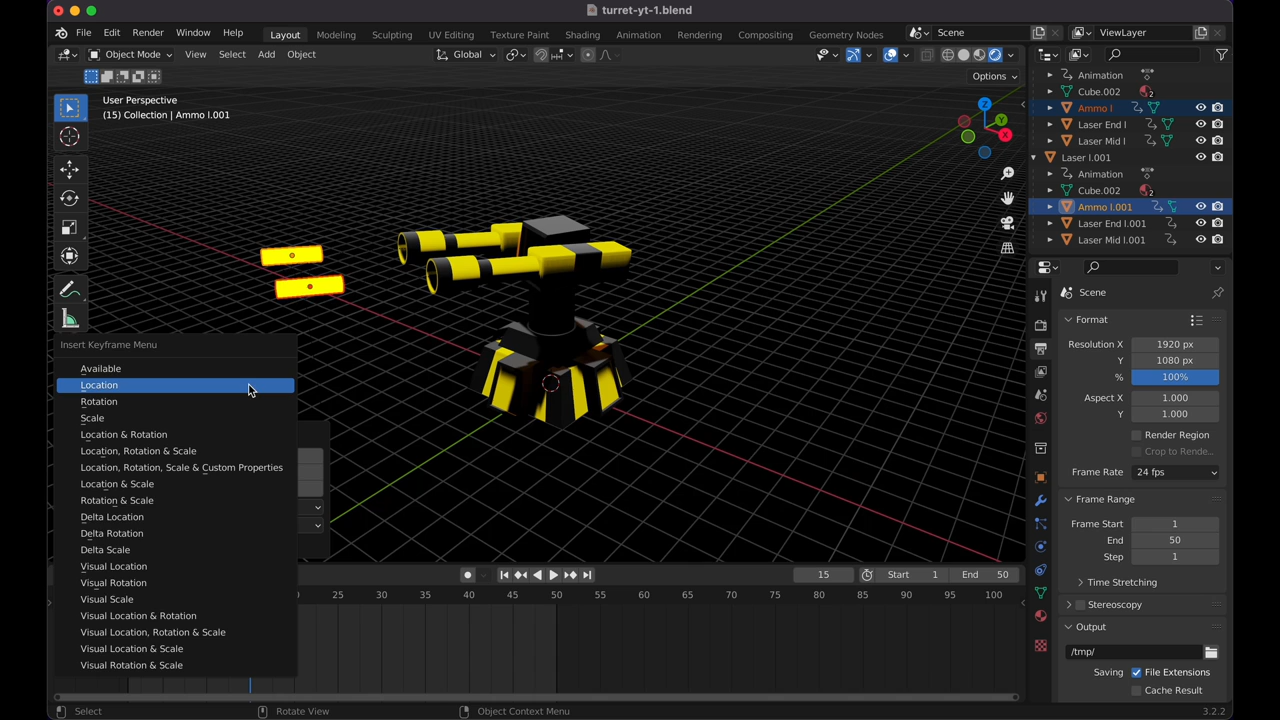 turret-yt-1.blend
File Edit Render Window Help Layout Modeling Sculpting UV Editing Texture Paint Shading Animation Rendering Compositing Geometry Nodes Scene ViewLayer
Object Mode View Select Add Object Global
Options
User Perspective
(15) Collection | Ammo l.001
Z
Y
X
Animation
Cube.002 2
Ammo l
Laser End l
Laser Mid l
Laser l.001
Animation
Cube.002 2
Ammo l.001
Laser End l.001
Laser Mid l.001
Scene
Format
Resolution X 1920 px
Y 1080 px
% 100%
Aspect X 1.000
Y 1.000
Render Region
Crop to Rende...
Frame Rate 24 fps
Frame Range
Frame Start 1
End 50
Step 1
Time Stretching
Stereoscopy
Output
/tmp/
Saving File Extensions
Cache Result
Insert Keyframe Menu
Available
Location
Rotation
Scale
Location & Rotation
Location, Rotation & Scale
Location, Rotation, Scale & Custom Properties
Location & Scale
Rotation & Scale
Delta Location
Delta Rotation
Delta Scale
Visual Location
Visual Rotation
Visual Scale
Visual Location & Rotation
Visual Location, Rotation & Scale
Visual Location & Scale
Visual Rotation & Scale
15 Start 1 End 50
0 25 30 35 40 45 50 55 60 65 70 75 80 85 90 95 100
Select Rotate View Object Context Menu 3.2.2